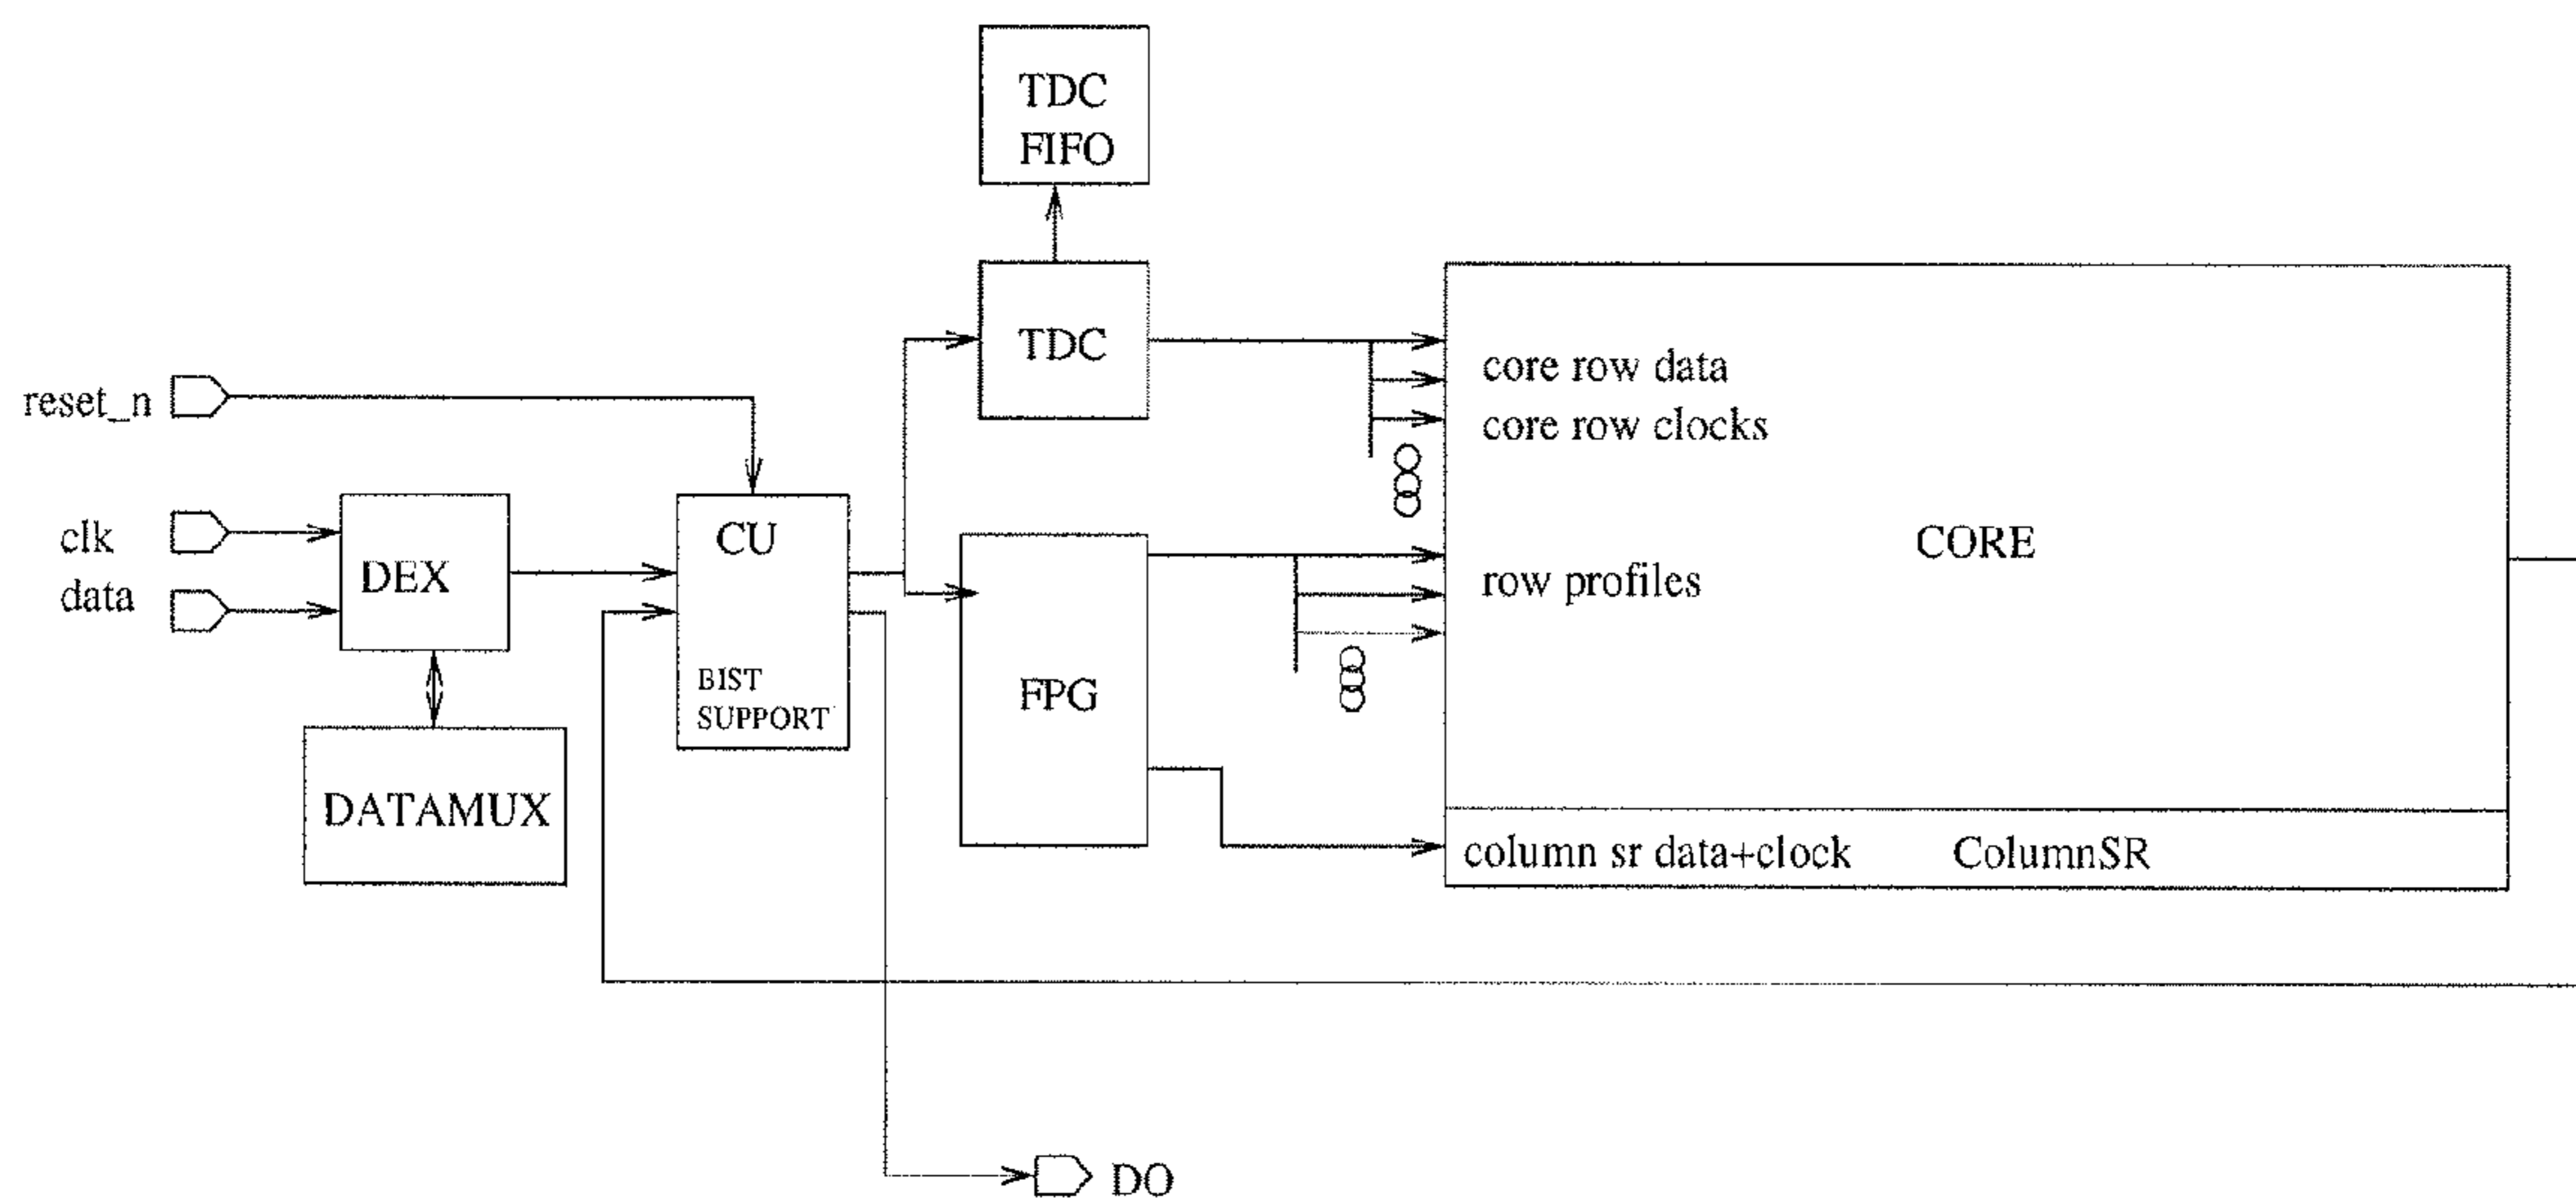 TDC
FIFO
TDC
core row data
reset_n
core row clocks
clk
CU
CORE
DEX
row profiles
data
BIST
FPG
SUPPORT
DATAMUX
column sr data+clock
ColumnSR
DO